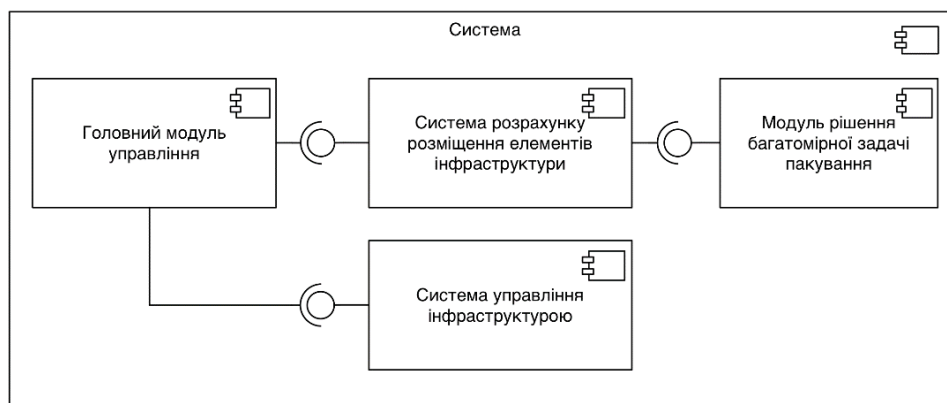 Система
Головний модуль
управління
Система розрахунку
розміщення елементів
інфраструктури
Модуль рішення
багатомірної задачі
пакування
Система управління
інфраструктурою